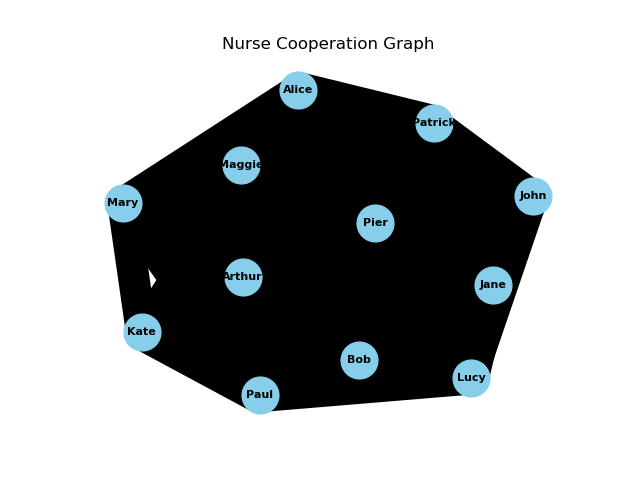 Nurse Cooperation Graph
Alice
Patrick
Maggie
John
Mary
Pier
Arthur
Jane
Kate
Bob
Lucy
Paul